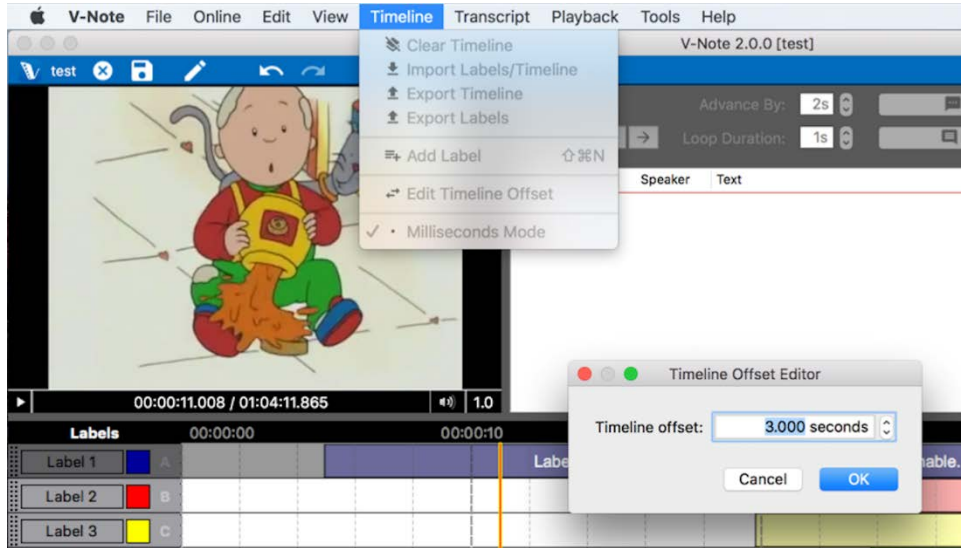 V-Note File Online Edit View Timeline Transcript Playback Tools Help
V-Note 2.0.0 [test]
test
Clear Timeline
Import Labels/Timeline
Export Timeline
Export Labels
Add Label ⇧⌘N
Edit Timeline Offset
✓ • Milliseconds Mode
Advance By: 2s
Loop Duration: 1s
Speaker Text
00:00:11.008 / 01:04:11.865 1.0
Timeline Offset Editor
Timeline offset: 3.000 seconds
Cancel OK
Labels 00:00:00 00:00:10
Label 1 A
Label 2 B
Label 3 C